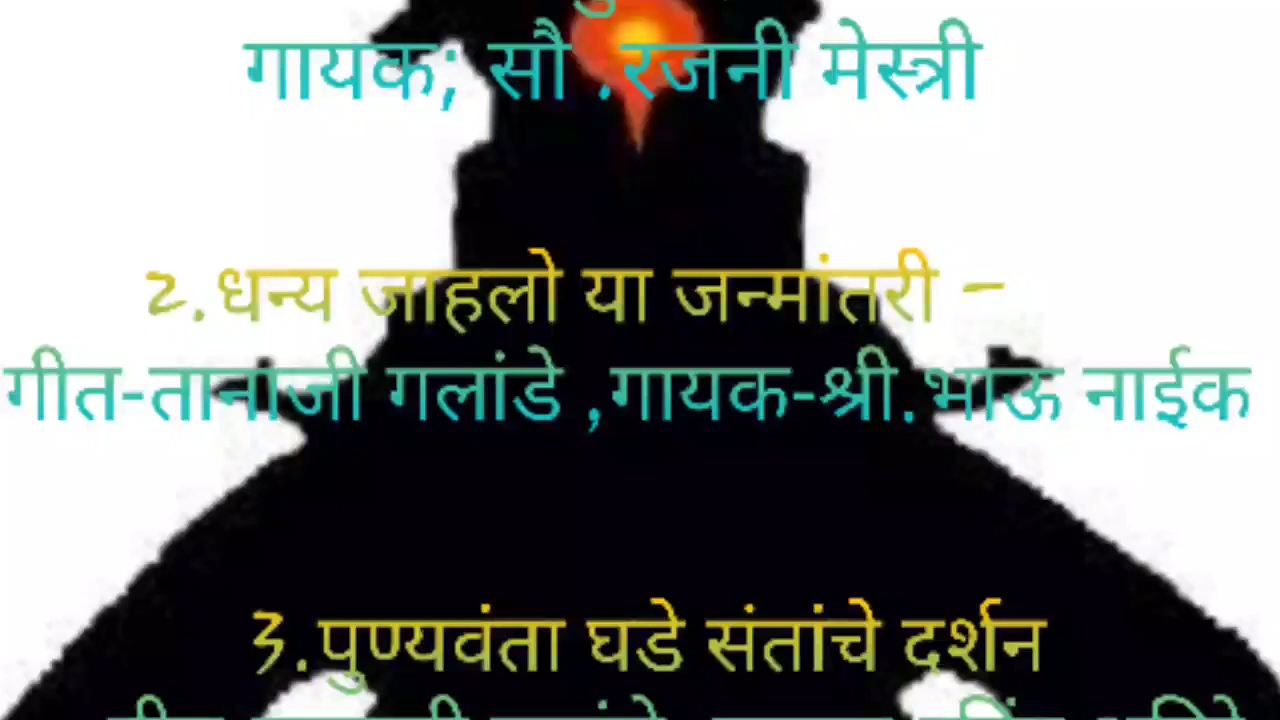 गायक; सौ .रजनी मेस्त्री
२.धन्य जाहलो या जन्मांतरी –
गीत-तानाजी गलांडे ,गायक-श्री.भाऊ नाईक
३.पुण्यवंता घडे संतांचे दर्शन